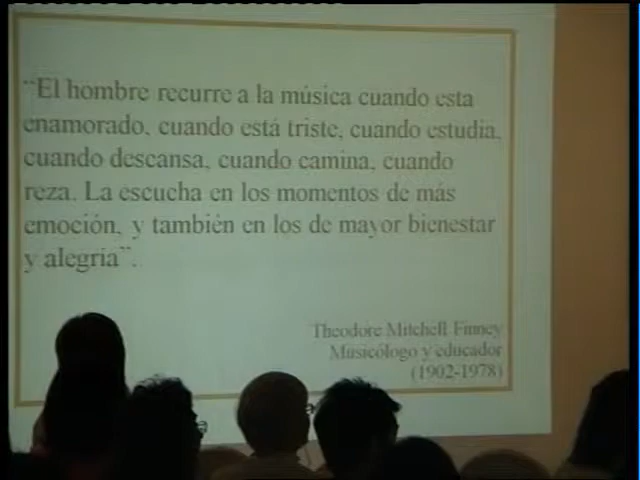 “El hombre recurre a la música cuando esta
enamorado, cuando está triste, cuando estudia,
cuando descansa, cuando camina, cuando
reza. La escucha en los momentos de más
emoción, y también en los de mayor bienestar
y alegria”.
Theodore Mitchell Finney
Musicólogo y educador
(1902-1978)